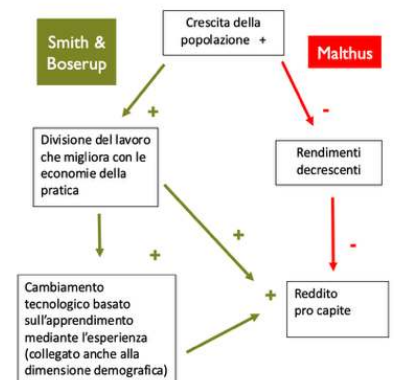 Crescita della
popolazione +
Smith &
Boserup
Malthus
+
-
Divisione del lavoro
che migliora con le
economie della
pratica
Rendimenti
decrescenti
+
+
-
Cambiamento
tecnologico basato
sull'apprendimento
mediante l'esperienza
(collegato anche alla
dimensione demografica)
+
Reddito
pro capite